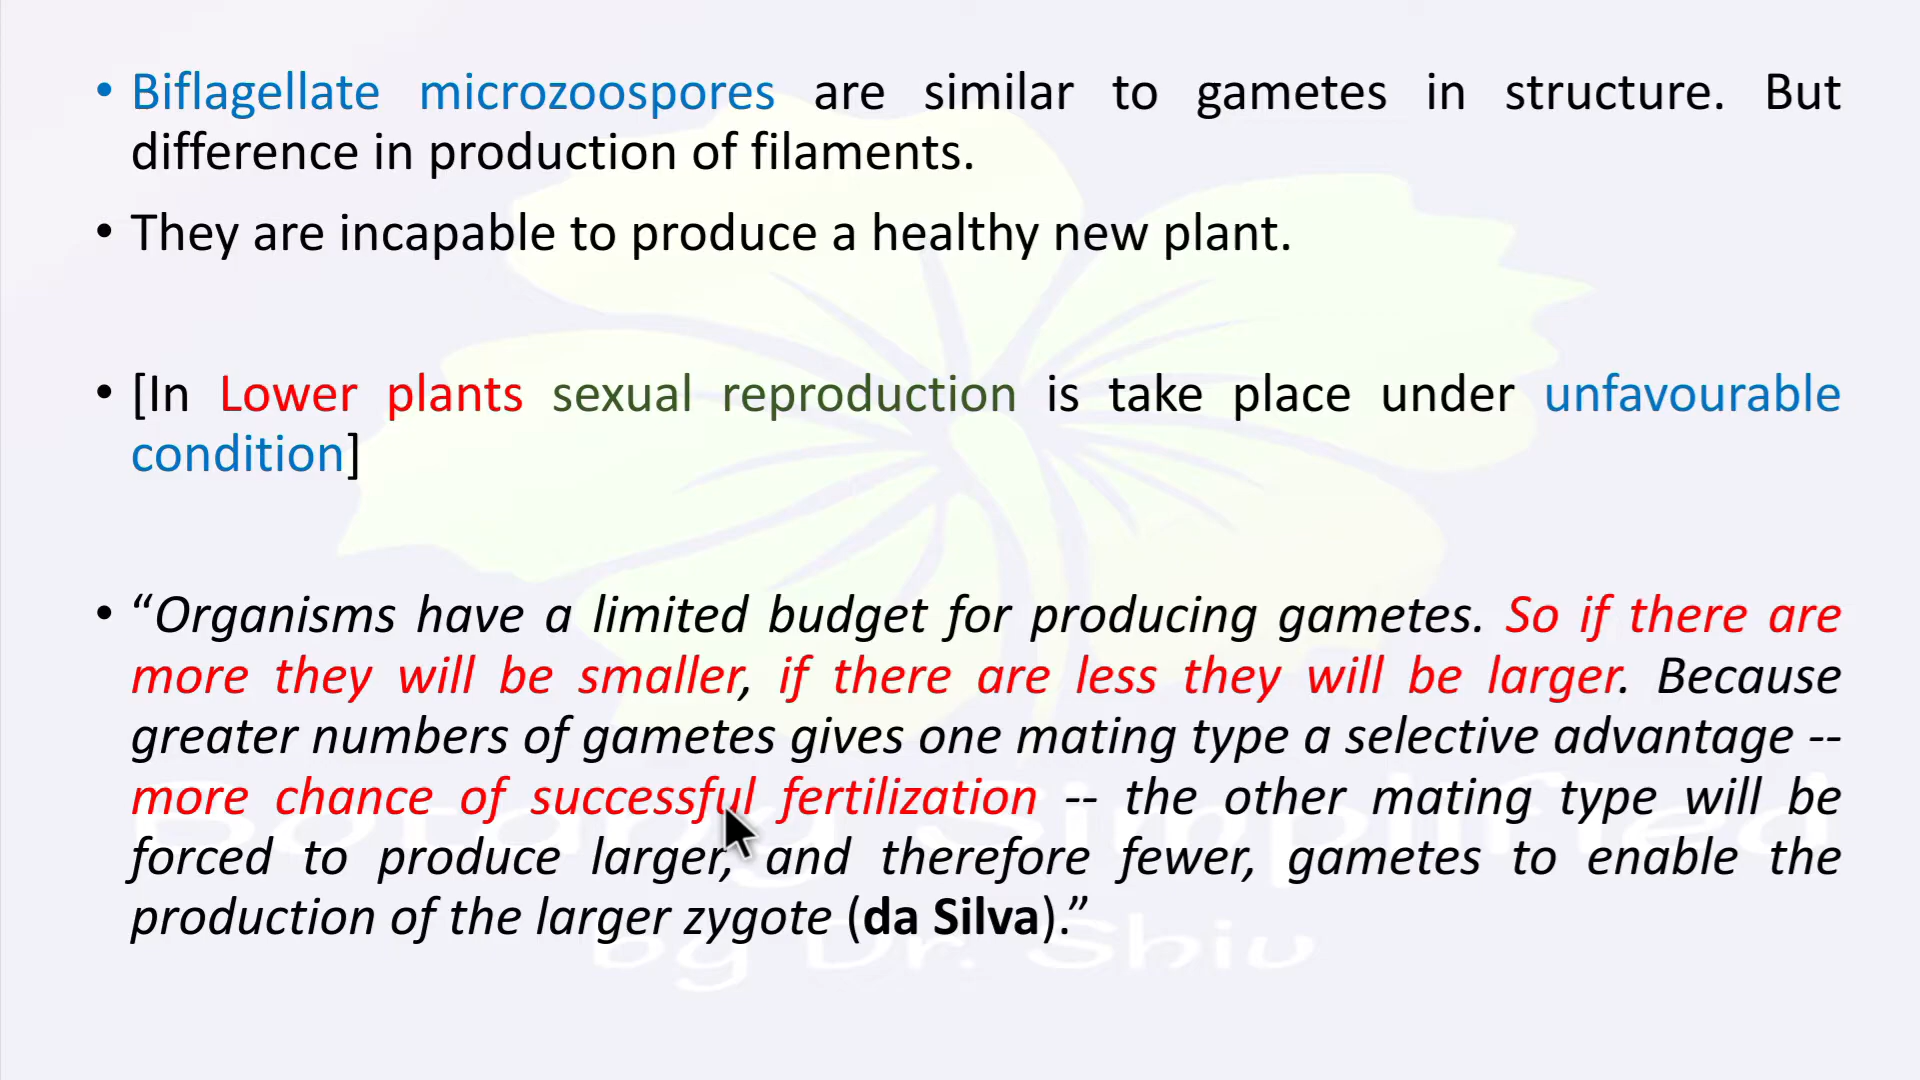 • Biflagellate microzoospores are similar to gametes in structure. But
difference in production of filaments.
• They are incapable to produce a healthy new plant.
• [In Lower plants sexual reproduction is take place under unfavourable
condition]
• “Organisms have a limited budget for producing gametes. So if there are
more they will be smaller, if there are less they will be larger. Because
greater numbers of gametes gives one mating type a selective advantage --
more chance of successful fertilization -- the other mating type will be
forced to produce larger, and therefore fewer, gametes to enable the
production of the larger zygote (da Silva).”
Botany Simplified
by Dr. Shiv